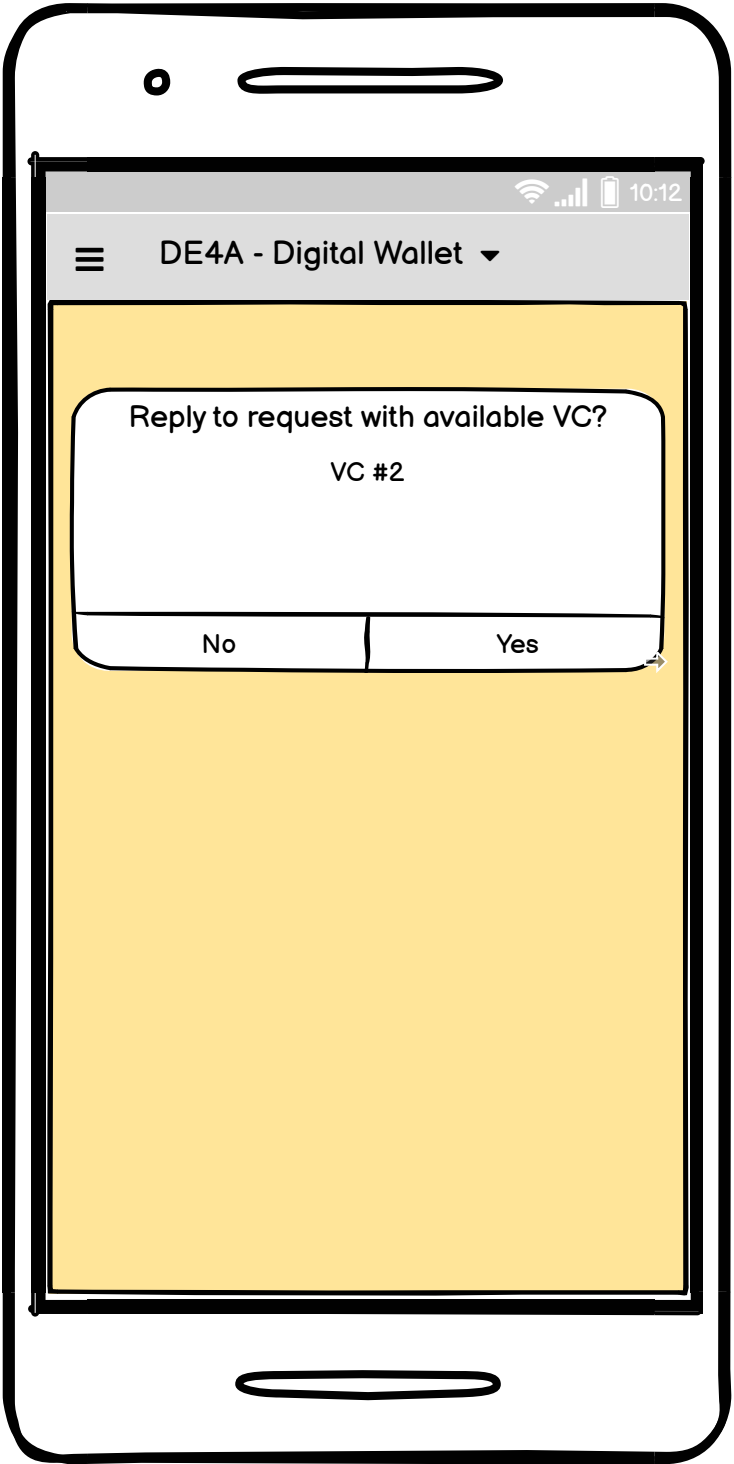 10:12
DE4A - Digital Wallet
Reply to request with available VC?
VC #2
No
Yes